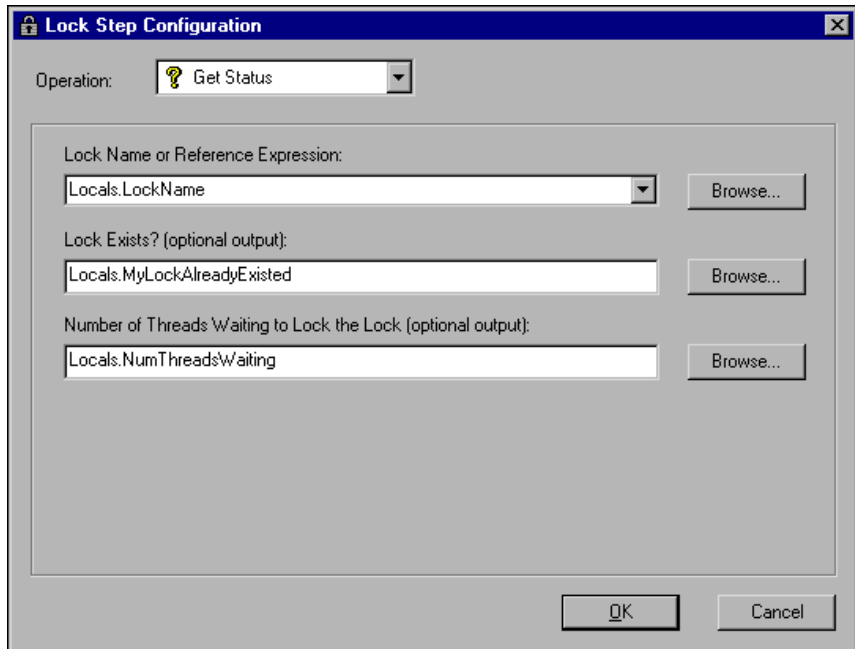 Lock Step Configuration
Operation:
Get Status
Lock Name or Reference Expression:
Locals.LockName
Browse...
Lock Exists? (optional output):
Locals.MyLockAlreadyExisted
Browse...
Number of Threads Waiting to Lock the Lock (optional output):
Locals.NumThreadsWaiting
Browse...
OK
Cancel